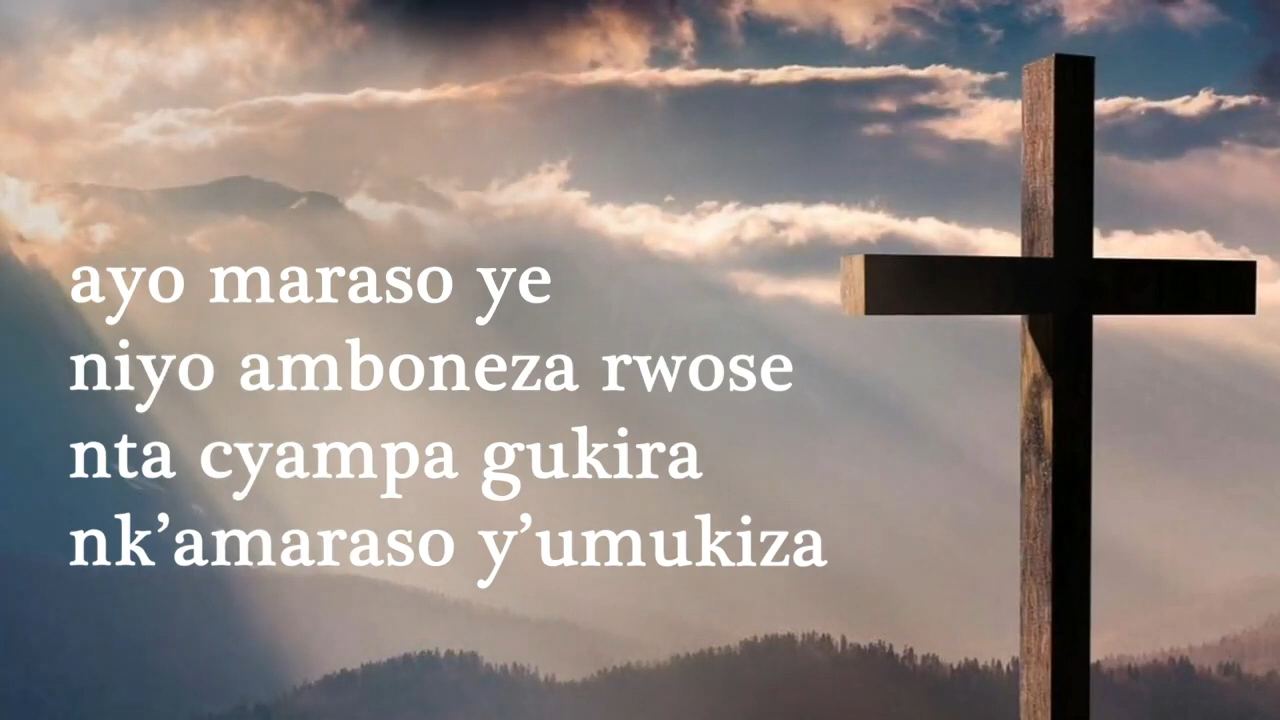 ayo maraso ye
niyo amboneza rwose
nta cyampa gukira
nk’amaraso y’umukiza